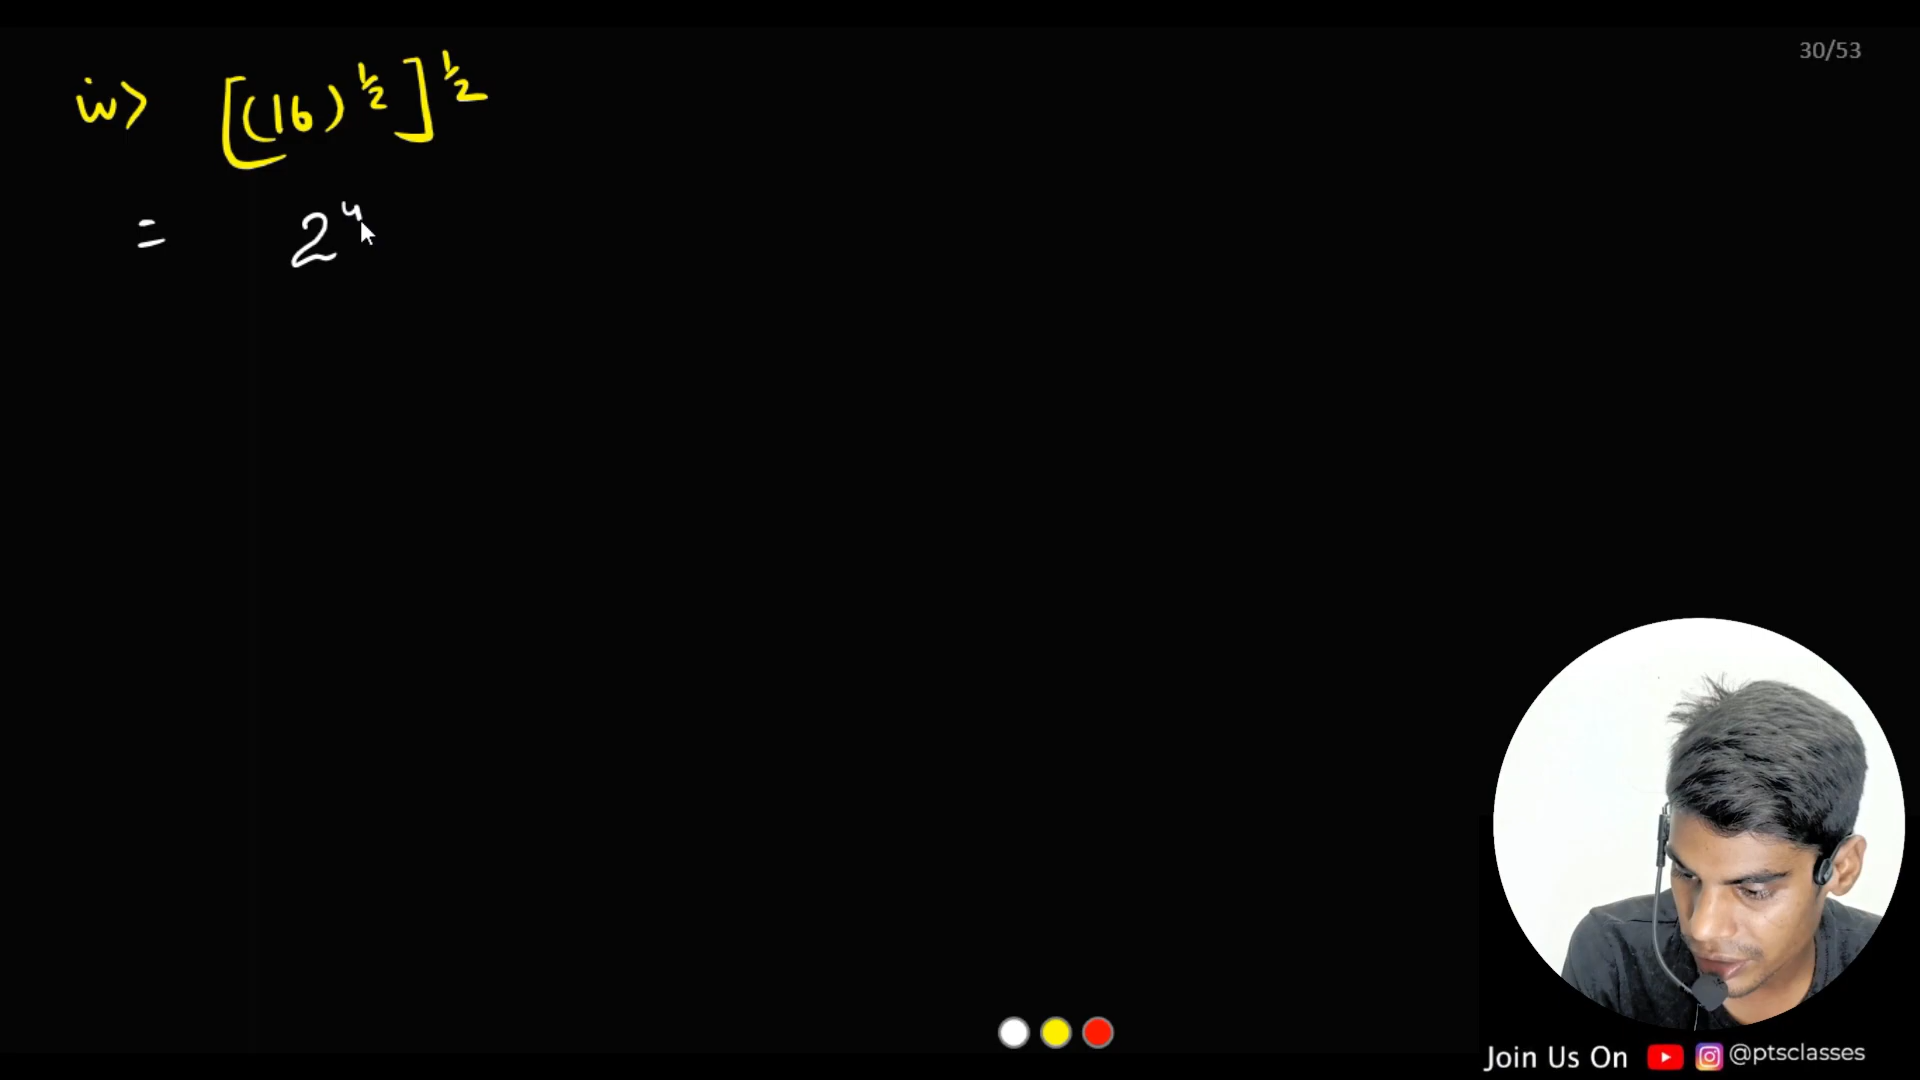 30/53
iv> [(16)^½]^½
= 2⁴
Join Us On @ptsclasses